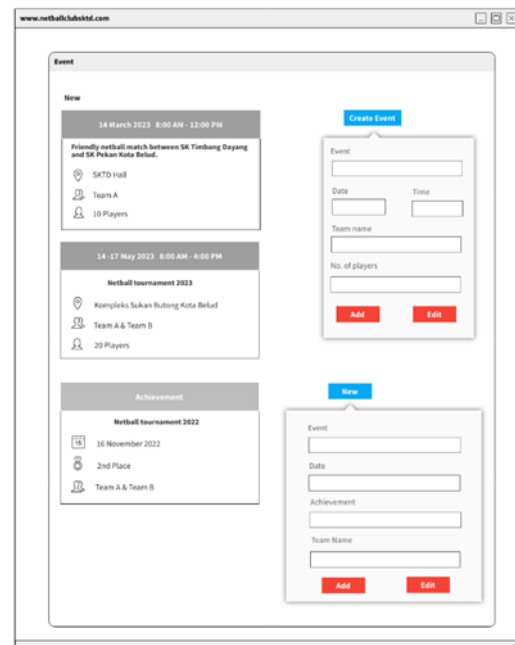 www.netballclubsktd.com
Event
New
14 March 2023 8:00 AM - 12:00 PM
Friendly netball match between SK Timbang Dayang
and SK Pekan Kota Belud.
SKTD Hall
Team A
10 Players
14 -17 May 2023 8:00 AM - 4:00 PM
Netball tournament 2023
Kompleks Sukan Butong Kota Belud
Team A & Team B
20 Players
Achievement
Netball tournament 2022
15
16 November 2022
2nd Place
Team A & Team B
Create Event
Event
Date
Time
Team name
No. of players
Add
Edit
New
Event
Date
Achievement
Team Name
Add
Edit